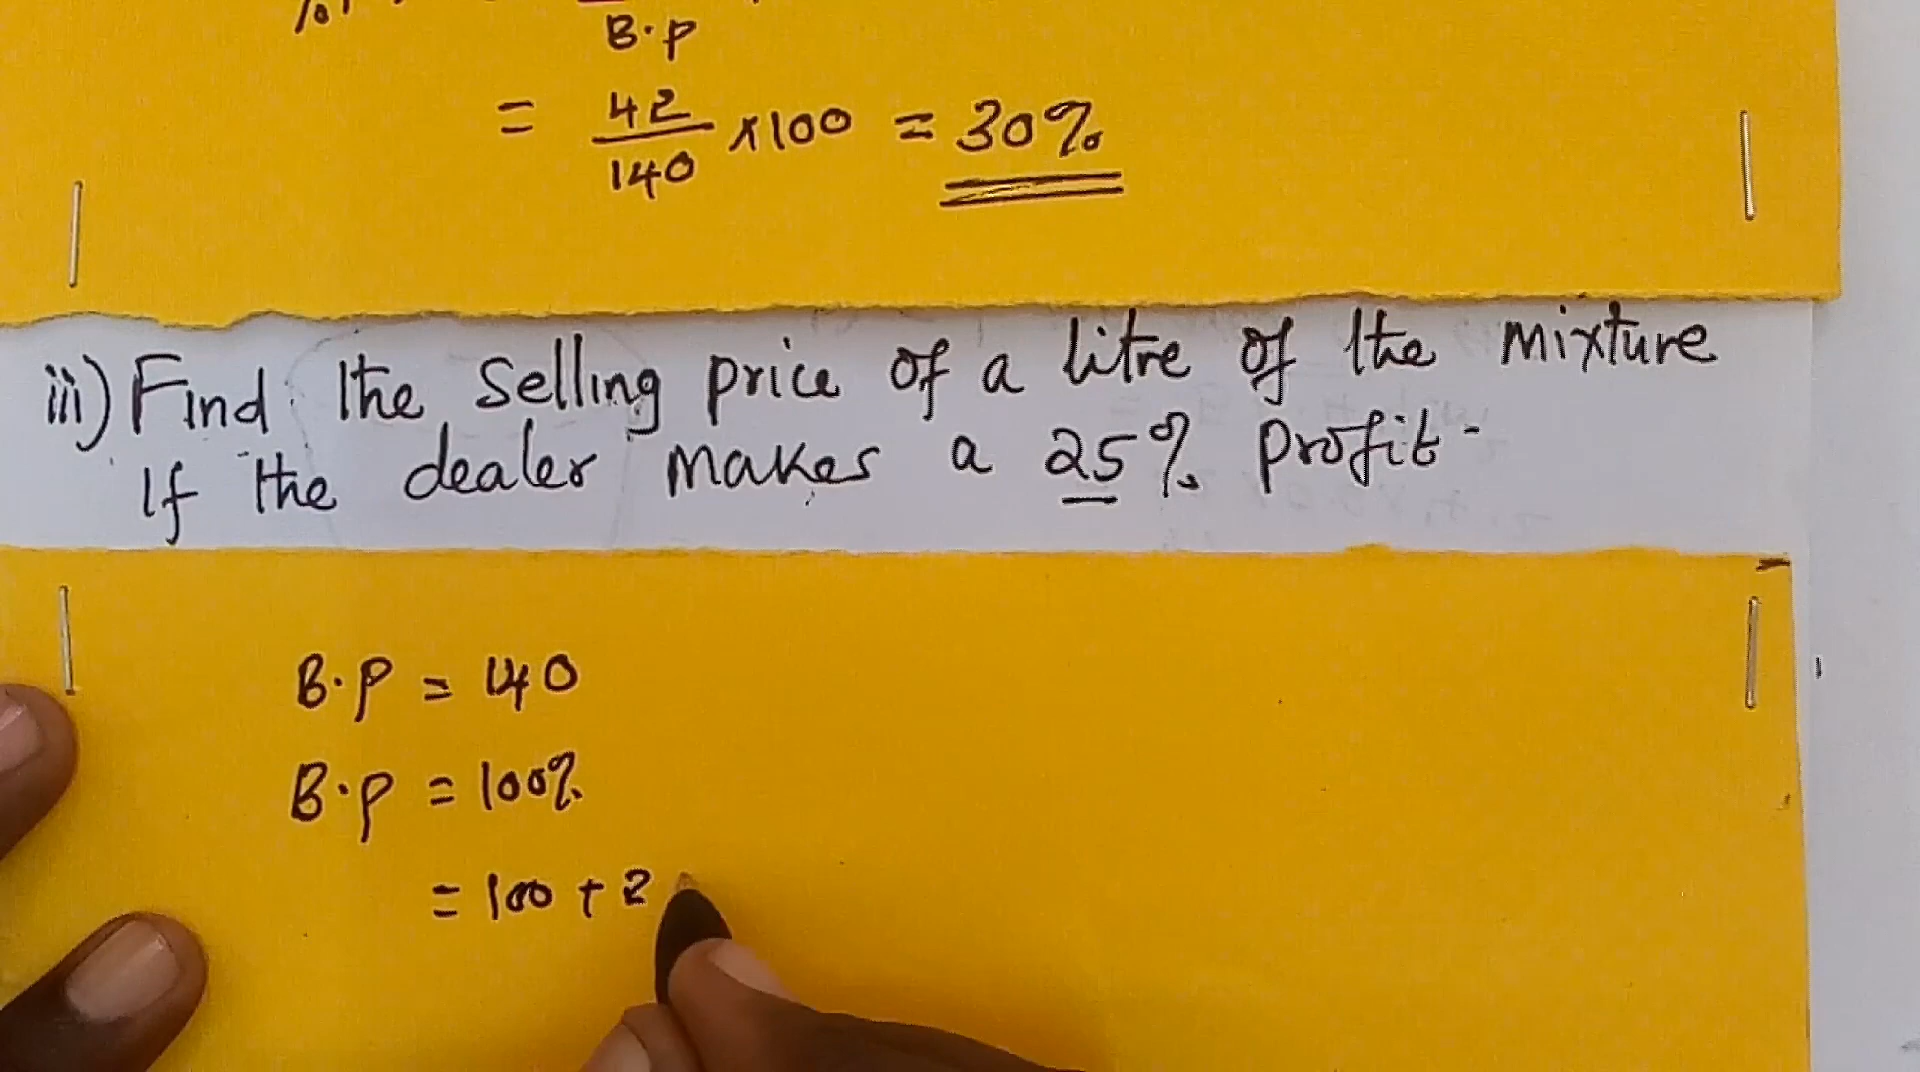 B.P
= 42/140 x100 = 30%
iii) Find the selling price of a litre of the mixture
If the dealer makes a 25% profit.
B.P = 140
B.P = 100%
= 100 + 2